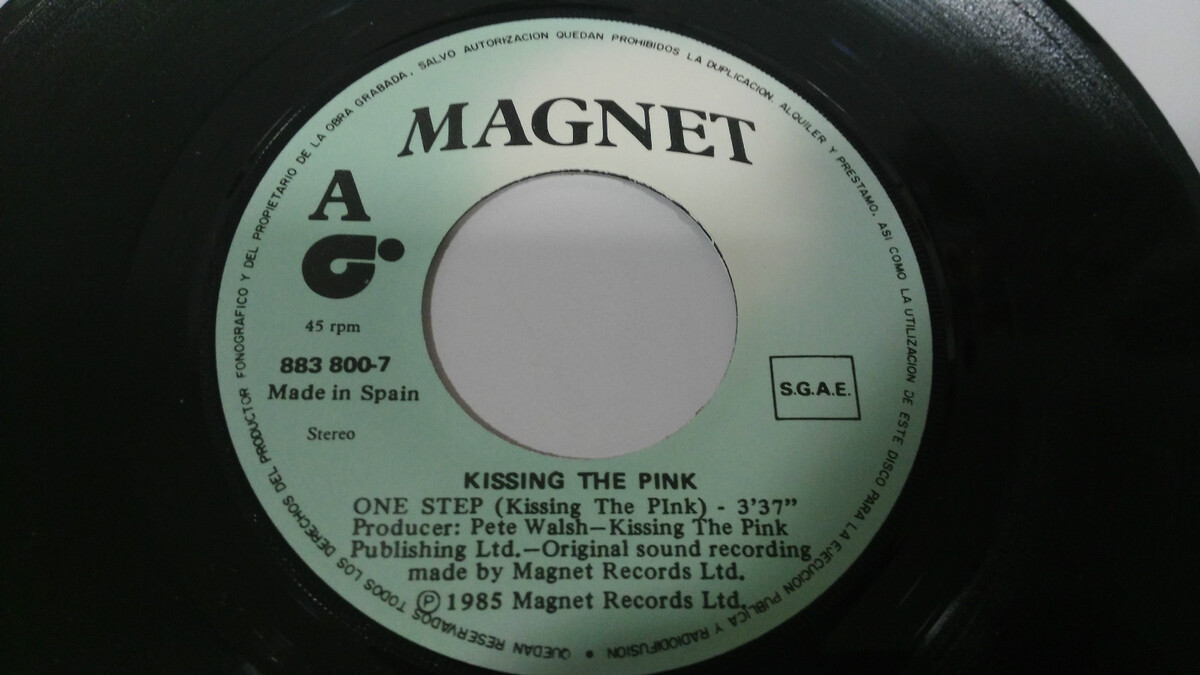 QUEDAN RESERVADOS TODOS LOS DERECHOS DEL PRODUCTOR FONOGRAFICO Y DEL PROPIETARIO DE LA OBRA GRABADA, SALVO AUTORIZACION QUEDAN PROHIBIDOS LA DUPLICACION, ALQUILER Y PRESTAMO, ASI COMO LA UTILIZACION DE ESTE DISCO PARA LA EJECUCION PUBLICA Y RADIODIFUSION •
MAGNET
A
45 rpm
883 800-7
Made in Spain
Stereo
S.G.A.E.
KISSING THE PINK
ONE STEP (Kissing The PInk) - 3'37"
Producer: Pete Walsh—Kissing The Pink
Publishing Ltd.—Original sound recording
made by Magnet Records Ltd.
Ⓟ 1985 Magnet Records Ltd.